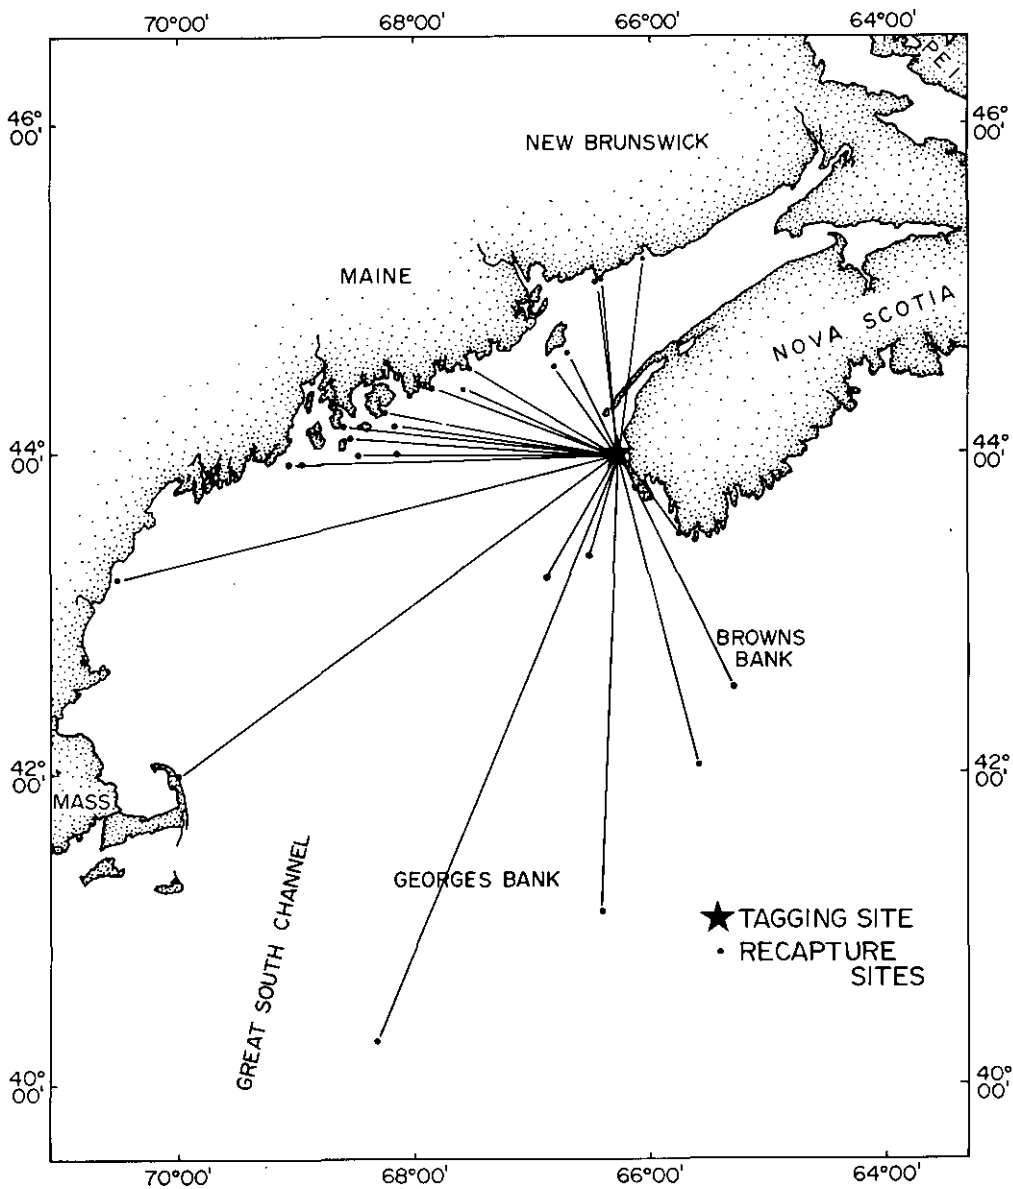 70°00' 68°00' 66°00' 64°00'
PEI
46°
00'
46°
00'
NEW BRUNSWICK
MAINE
NOVA SCOTIA
44°
00'
44°
00'
BROWNS
BANK
42°
00'
42°
00'
MASS
GEORGES BANK
GREAT SOUTH CHANNEL
★ TAGGING SITE
• RECAPTURE
SITES
40°
00'
40°
00'
70°00' 68°00' 66°00' 64°00'